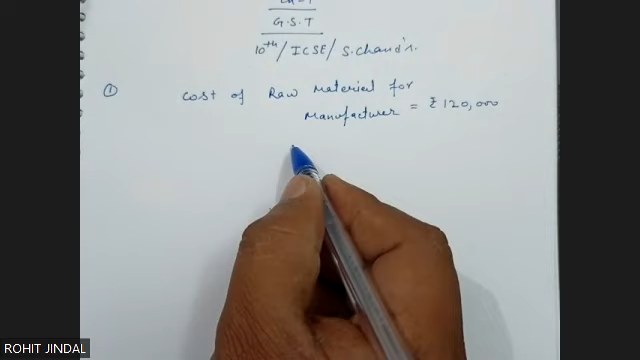 G.S.T
10th/ICSE/S.Chand's.
① Cost of Raw Material for
Manufacturer = ₹120,000
ROHIT JINDAL